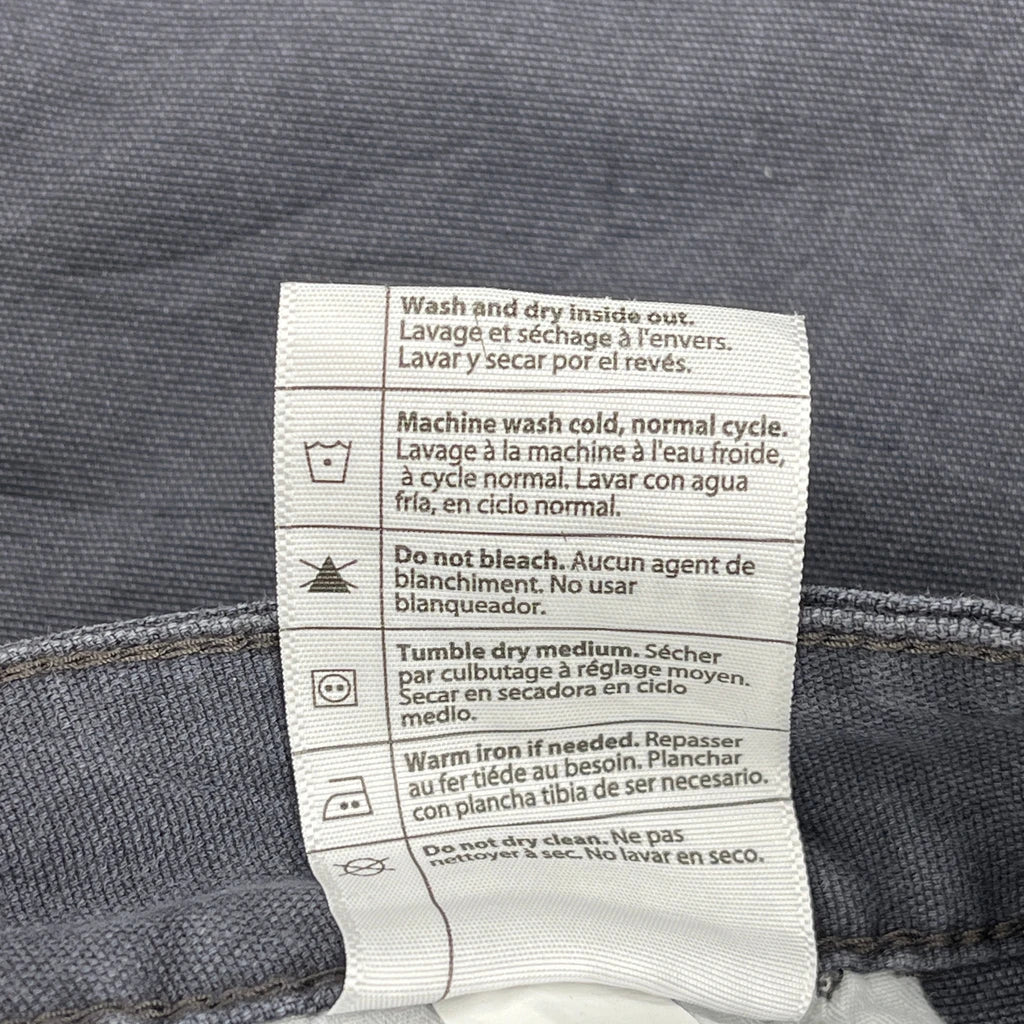 Wash and dry inside out.
Lavage et séchage à l'envers.
Lavar y secar por el revés.
Machine wash cold, normal cycle.
Lavage à la machine à l'eau froide,
à cycle normal. Lavar con agua
fría, en ciclo normal.
Do not bleach. Aucun agent de
blanchiment. No usar
blanqueador.
Tumble dry medium. Sécher
par culbutage à réglage moyen.
Secar en secadora en ciclo
medio.
Warm iron if needed. Repasser
au fer tiéde au besoin. Planchar
con plancha tibia de ser necesario.
Do not dry clean. Ne pas
nettoyer à sec. No lavar en seco.